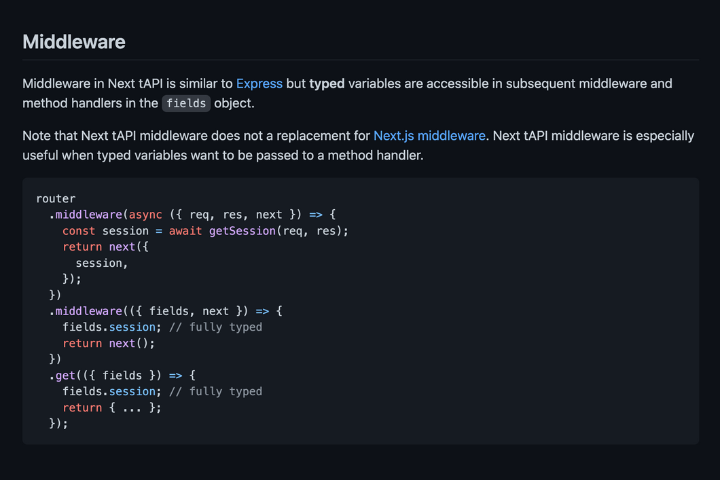 Middleware
Middleware in Next tAPI is similar to Express but typed variables are accessible in subsequent middleware and
method handlers in the fields object.
Note that Next tAPI middleware does not a replacement for Next.js middleware. Next tAPI middleware is especially
useful when typed variables want to be passed to a method handler.
router
  .middleware(async ({ req, res, next }) => {
    const session = await getSession(req, res);
    return next({
      session,
    });
  })
  .middleware(({ fields, next }) => {
    fields.session; // fully typed
    return next();
  })
  .get(({ fields }) => {
    fields.session; // fully typed
    return { ... };
  });